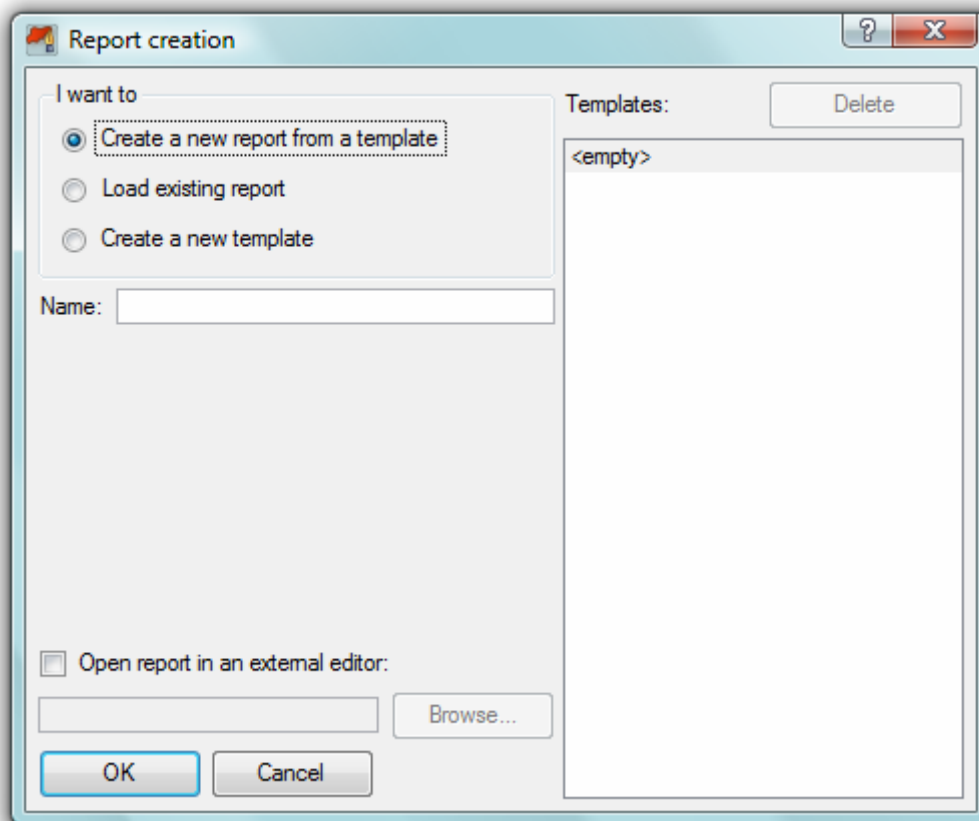 Report creation
I want to
Create a new report from a template
Load existing report
Create a new template
Name:
Open report in an external editor:
Browse...
OK
Cancel
Templates:
Delete
<empty>